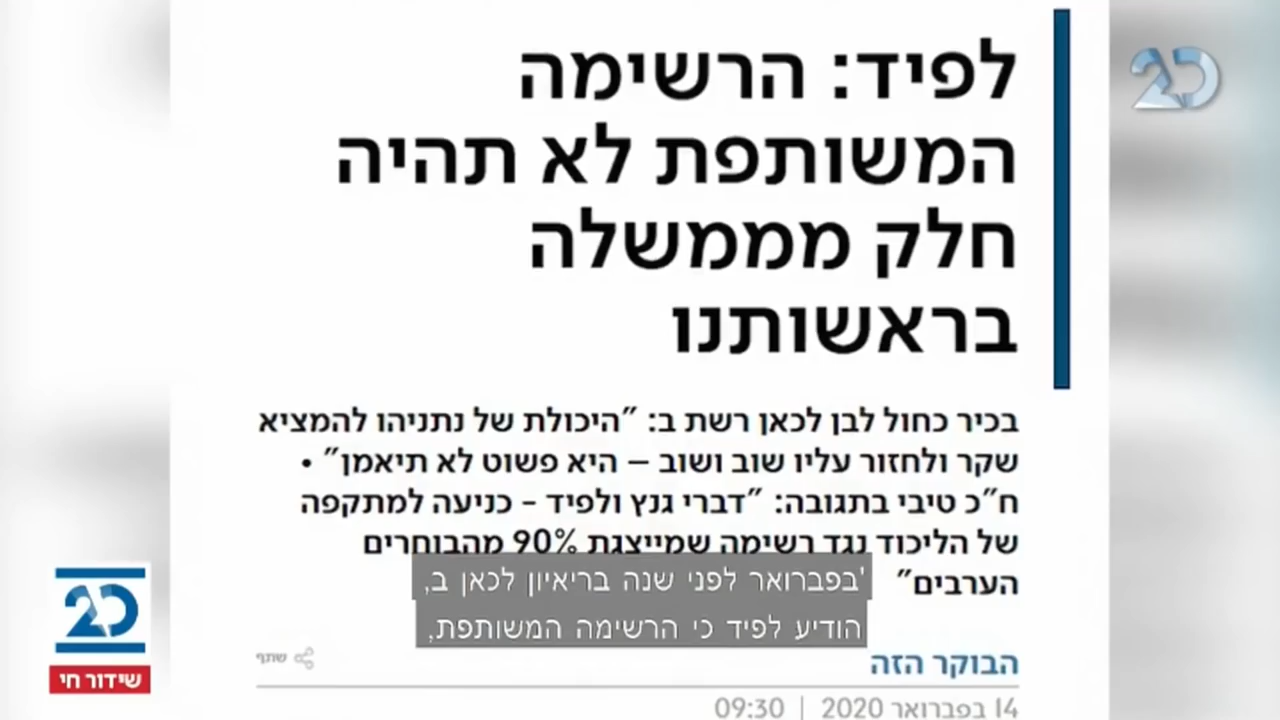 20
לפיד: הרשימה
המשותפת לא תהיה
חלק מממשלה
בראשותנו
בכיר כחול לבן לכאן רשת ב: "היכולת של נתניהו להמציא
שקר ולחזור עליו שוב ושוב – היא פשוט לא תיאמן" •
ח"כ טיבי בתגובה: "דברי גנץ ולפיד - כניעה למתקפה
של הליכוד נגד רשימה שמייצגת 90% מהבוחרים
הערבים"
'בפברואר לפני שנה בריאיון לכאן ב,
הודיע לפיד כי הרשימה המשותפת,
הבוקר הזה
שתף
14 בפברואר 2020 | 09:30
20
שידור חי